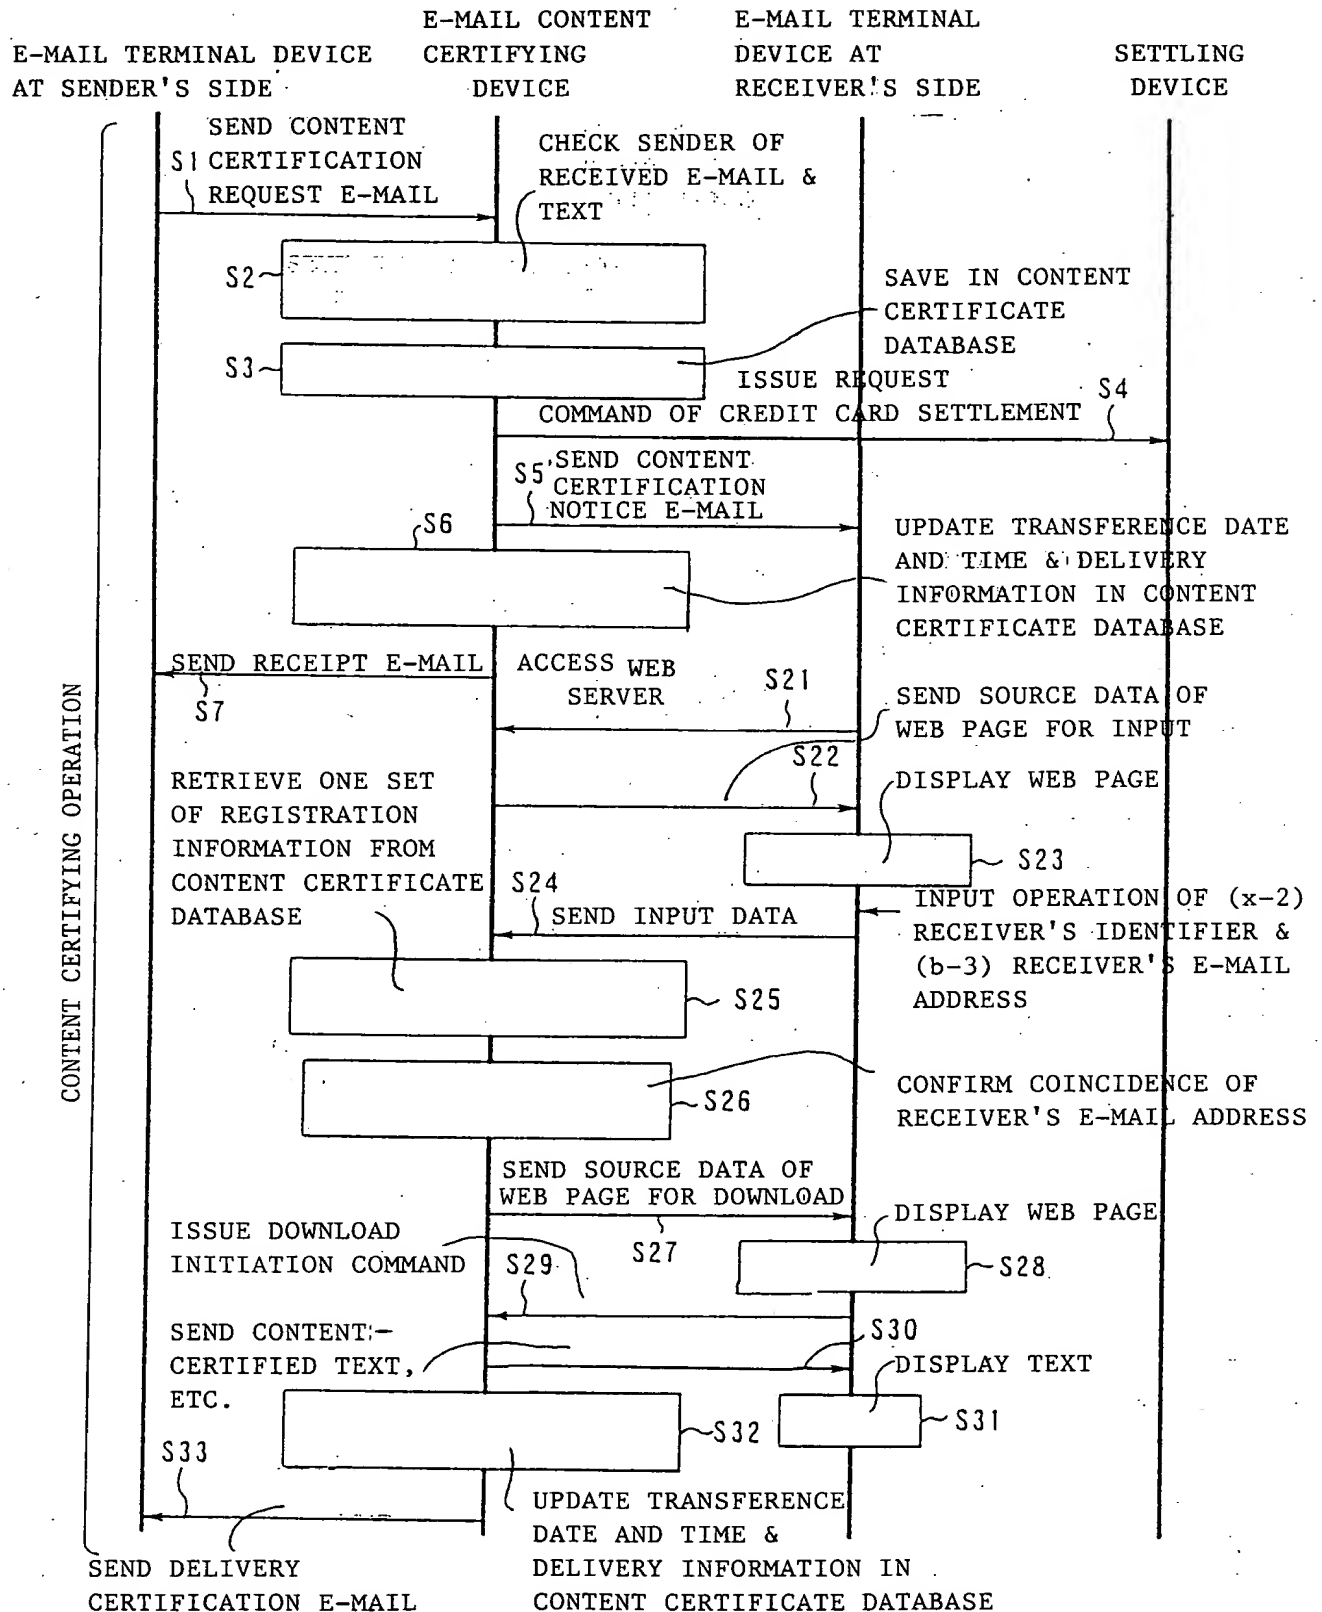 E-MAIL TERMINAL DEVICE
AT SENDER'S SIDE
E-MAIL CONTENT
CERTIFYING
DEVICE
E-MAIL TERMINAL
DEVICE AT
RECEIVER'S SIDE
SETTLING
DEVICE
CONTENT CERTIFYING OPERATION
S1
SEND CONTENT
CERTIFICATION
REQUEST E-MAIL
CHECK SENDER OF
RECEIVED E-MAIL &
TEXT
S2
SAVE IN CONTENT
CERTIFICATE
DATABASE
S3
ISSUE REQUEST
COMMAND OF CREDIT CARD SETTLEMENT
S4
S5
SEND CONTENT
CERTIFICATION
NOTICE E-MAIL
S6
UPDATE TRANSFERENCE DATE
AND TIME & DELIVERY
INFORMATION IN CONTENT
CERTIFICATE DATABASE
SEND RECEIPT E-MAIL
S7
ACCESS WEB
SERVER
S21
SEND SOURCE DATA OF
WEB PAGE FOR INPUT
S22
DISPLAY WEB PAGE
S23
RETRIEVE ONE SET
OF REGISTRATION
INFORMATION FROM
CONTENT CERTIFICATE
DATABASE
S24
SEND INPUT DATA
INPUT OPERATION OF (x-2)
RECEIVER'S IDENTIFIER &
(b-3) RECEIVER'S E-MAIL
ADDRESS
S25
S26
CONFIRM COINCIDENCE OF
RECEIVER'S E-MAIL ADDRESS
SEND SOURCE DATA OF
WEB PAGE FOR DOWNLOAD
S27
DISPLAY WEB PAGE
S28
ISSUE DOWNLOAD
INITIATION COMMAND
S29
SEND CONTENT-
CERTIFIED TEXT,
ETC.
S30
DISPLAY TEXT
S31
S32
S33
UPDATE TRANSFERENCE
DATE AND TIME &
DELIVERY INFORMATION IN
CONTENT CERTIFICATE DATABASE
SEND DELIVERY
CERTIFICATION E-MAIL